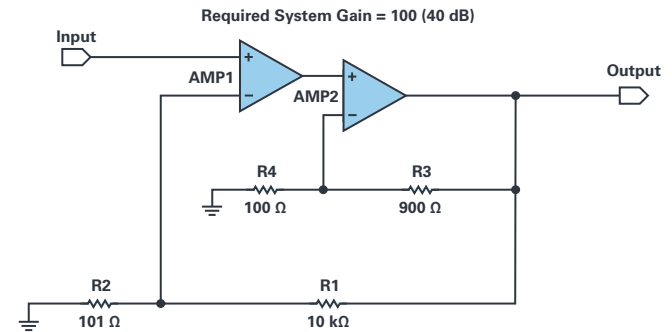 Required System Gain = 100 (40 dB)
Input
+
AMP1
−
+
AMP2
−
Output
R4
100 Ω
R3
900 Ω
R2
101 Ω
R1
10 kΩ